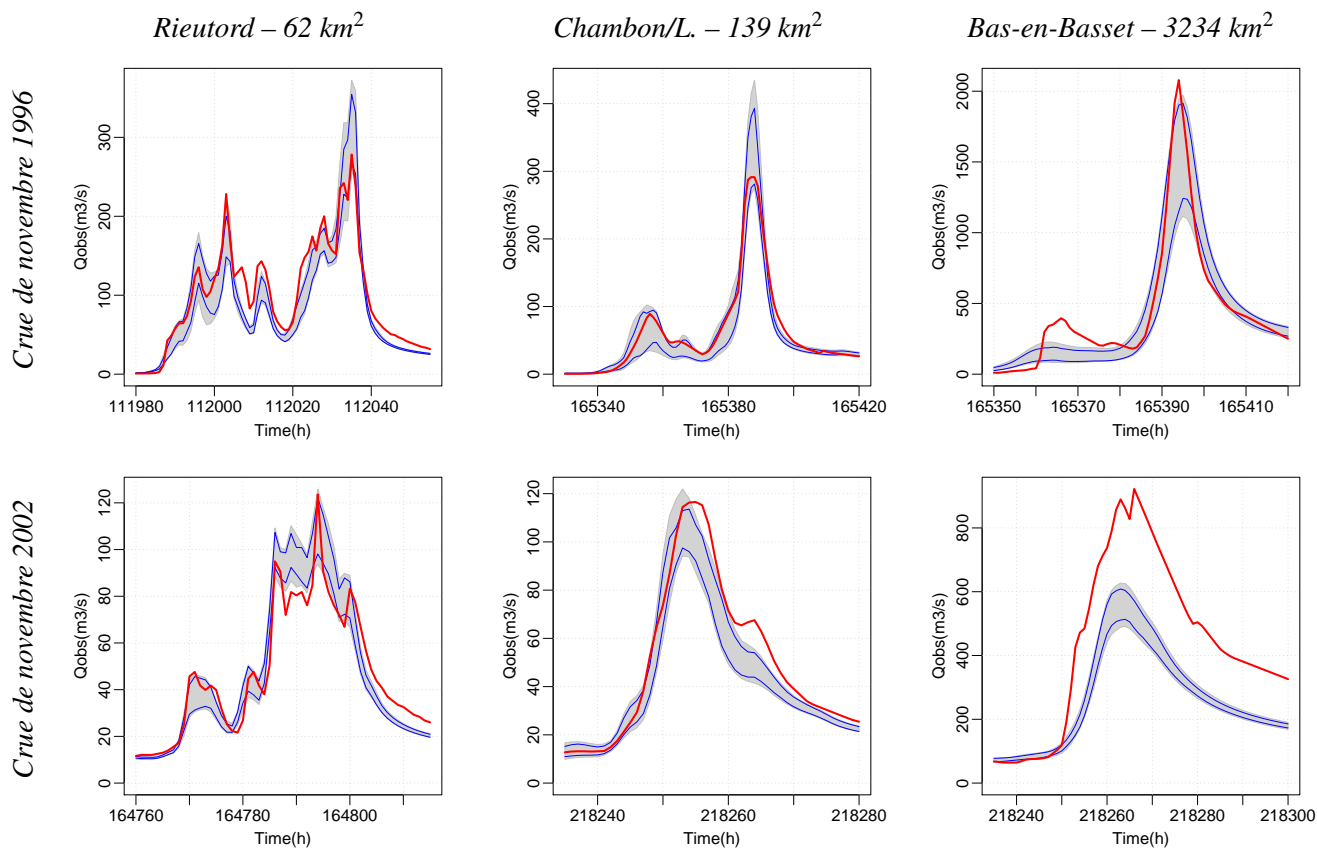 Rieutord – 62 km²
Chambon/L. – 139 km²
Bas-en-Basset – 3234 km²
Crue de novembre 1996
Qobs(m3/s)
0 100 200 300
111980 112000 112020 112040
Time(h)
Qobs(m3/s)
0 100 200 300 400
165340 165380 165420
Time(h)
Qobs(m3/s)
0 500 1000 1500 2000
165350 165370 165390 165410
Time(h)
Crue de novembre 2002
Qobs(m3/s)
0 20 40 60 80 100 120
164760 164780 164800
Time(h)
Qobs(m3/s)
0 20 40 60 80 100 120
218240 218260 218280
Time(h)
Qobs(m3/s)
0 200 400 600 800
218240 218260 218280 218300
Time(h)